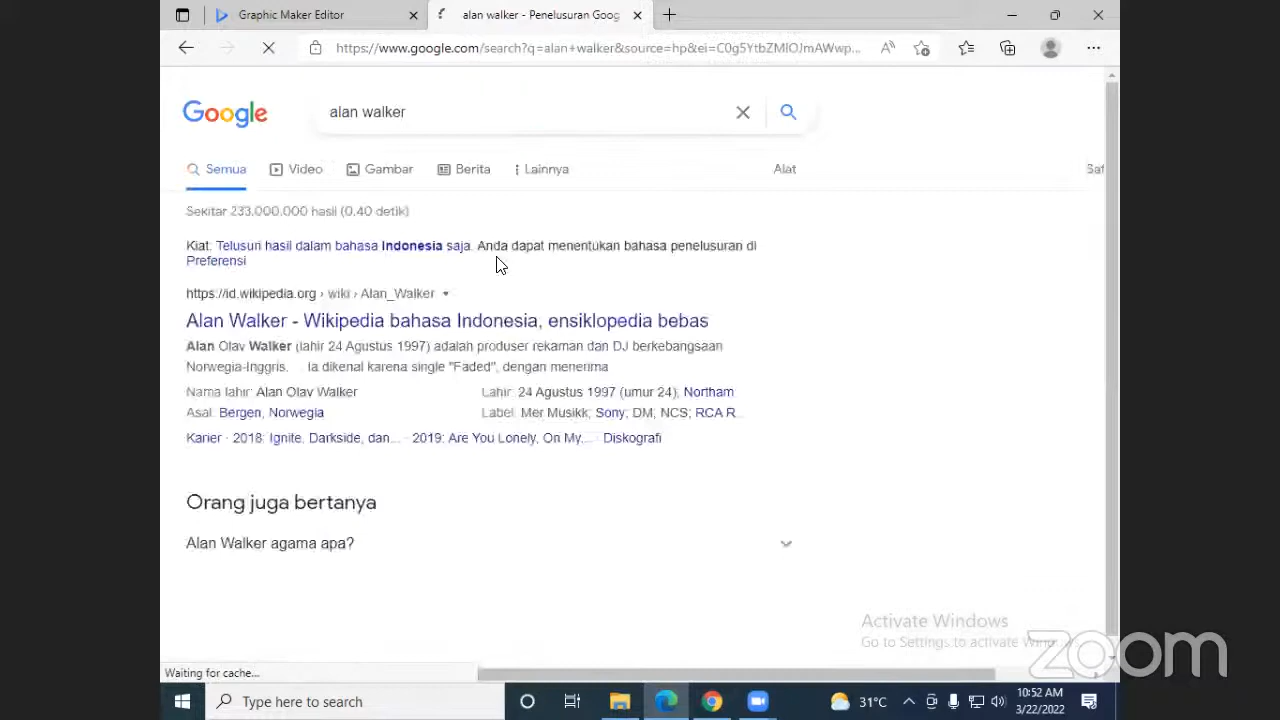 Graphic Maker Editor
alan walker - Penelusuran Goog
https://www.google.com/search?q=alan+walker&source=hp&ei=C0g5YtbZMIOJmAWwp...
Google
alan walker
Semua
Video
Gambar
Berita
Lainnya
Alat
Saf
Sekitar 233.000.000 hasil (0.40 detik)
Kiat: Telusuri hasil dalam bahasa Indonesia saja. Anda dapat menentukan bahasa penelusuran di
Preferensi
https://id.wikipedia.org › wiki › Alan_Walker
Alan Walker - Wikipedia bahasa Indonesia, ensiklopedia bebas
Alan Olav Walker (lahir 24 Agustus 1997) adalah produser rekaman dan DJ berkebangsaan
Norwegia-Inggris. Ia dikenal karena single "Faded", dengan menerima
Nama lahir: Alan Olav Walker
Lahir: 24 Agustus 1997 (umur 24), Northam
Asal: Bergen, Norwegia
Label: Mer Musikk; Sony; DM; NCS; RCA R...
Karier · 2018: Ignite, Darkside, dan... · 2019: Are You Lonely, On My,... · Diskografi
Orang juga bertanya
Alan Walker agama apa?
Activate Windows
Go to Settings to activate Windo
zoom
Waiting for cache...
Type here to search
31°C
10:52 AM
3/22/2022